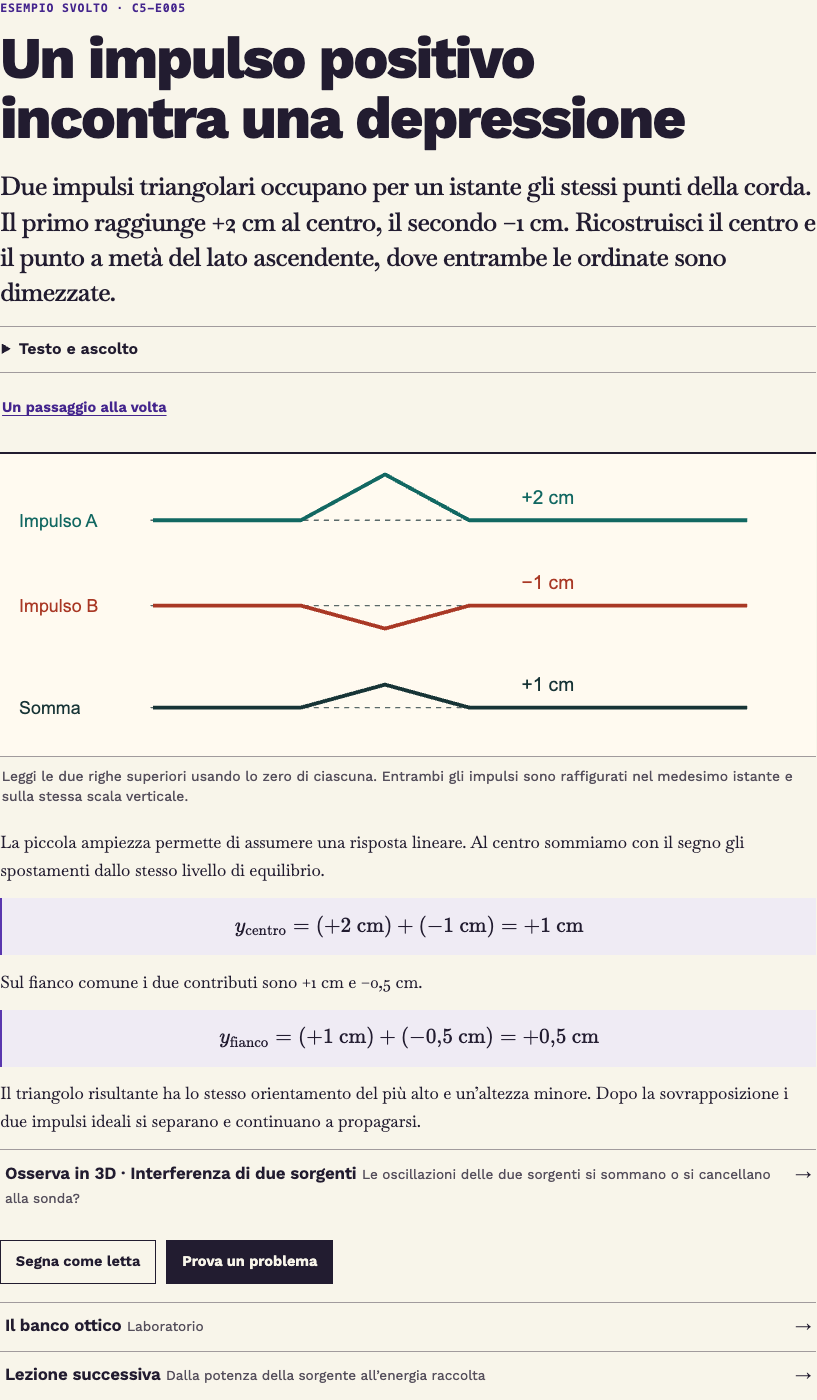 ESEMPIO SVOLTO · C5-E005
Un impulso positivo
incontra una depressione
Due impulsi triangolari occupano per un istante gli stessi punti della corda.
Il primo raggiunge +2 cm al centro, il secondo −1 cm. Ricostruisci il centro e
il punto a metà del lato ascendente, dove entrambe le ordinate sono
dimezzate.
▶ Testo e ascolto
Un passaggio alla volta
Impulso A
+2 cm
Impulso B
−1 cm
Somma
+1 cm
Leggi le due righe superiori usando lo zero di ciascuna. Entrambi gli impulsi sono raffigurati nel medesimo istante e
sulla stessa scala verticale.
La piccola ampiezza permette di assumere una risposta lineare. Al centro sommiamo con il segno gli
spostamenti dallo stesso livello di equilibrio.
y_centro = (+2 cm) + (−1 cm) = +1 cm
Sul fianco comune i due contributi sono +1 cm e −0,5 cm.
y_fianco = (+1 cm) + (−0,5 cm) = +0,5 cm
Il triangolo risultante ha lo stesso orientamento del più alto e un’altezza minore. Dopo la sovrapposizione i
due impulsi ideali si separano e continuano a propagarsi.
Osserva in 3D · Interferenza di due sorgenti Le oscillazioni delle due sorgenti si sommano o si cancellano →
alla sonda?
Segna come letta
Prova un problema
Il banco ottico Laboratorio →
Lezione successiva Dalla potenza della sorgente all’energia raccolta →